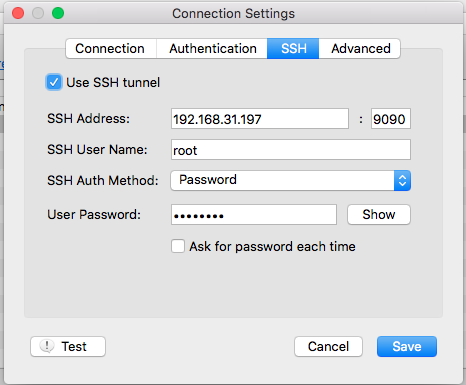 Connection Settings
Connection Authentication SSH Advanced
Use SSH tunnel
SSH Address: 192.168.31.197 : 9090
SSH User Name: root
SSH Auth Method: Password
User Password: •••••••• Show
Ask for password each time
Test Cancel Save